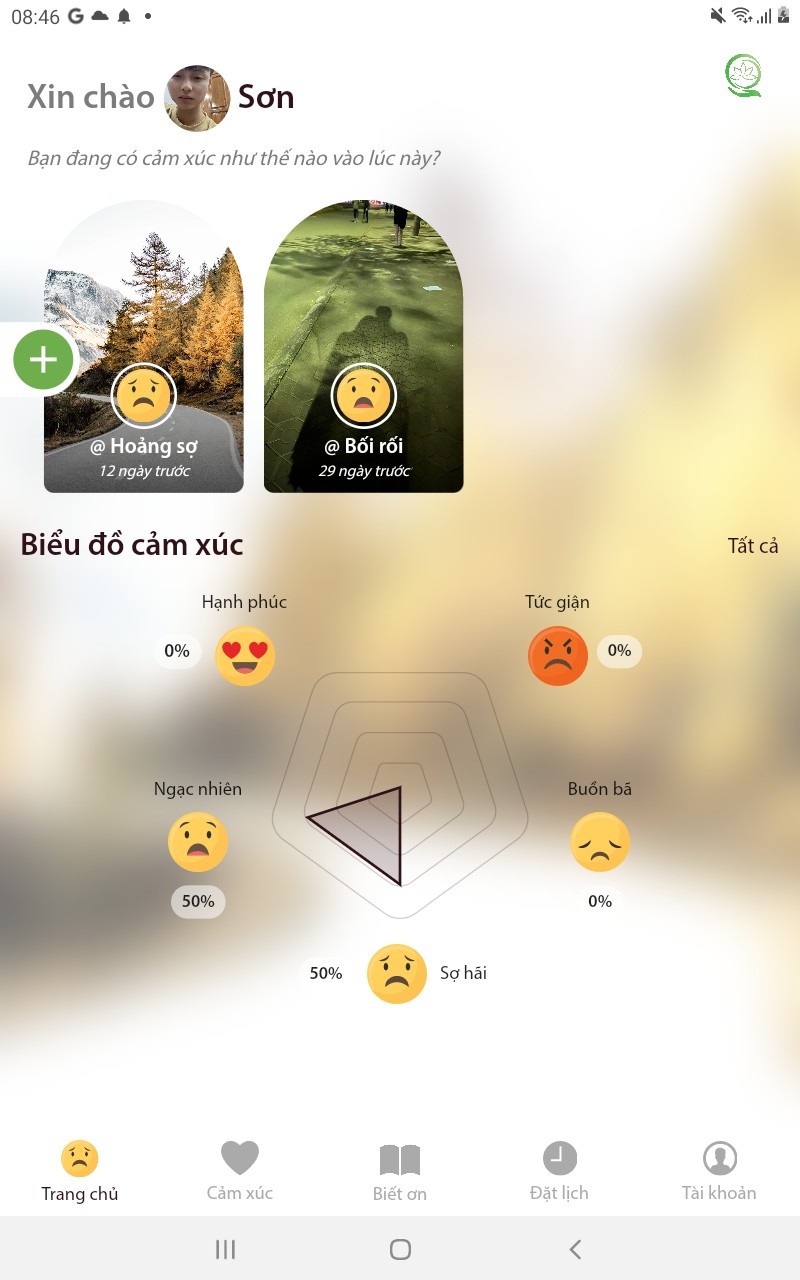 08:46
Xin chào Sơn
Bạn đang có cảm xúc như thế nào vào lúc này?
@ Hoảng sợ
12 ngày trước
@ Bối rối
29 ngày trước
Biểu đồ cảm xúc
Tất cả
Hạnh phúc
0%
Tức giận
0%
Ngạc nhiên
50%
Buồn bã
0%
50%
Sợ hãi
Trang chủ
Cảm xúc
Biết ơn
Đặt lịch
Tài khoản